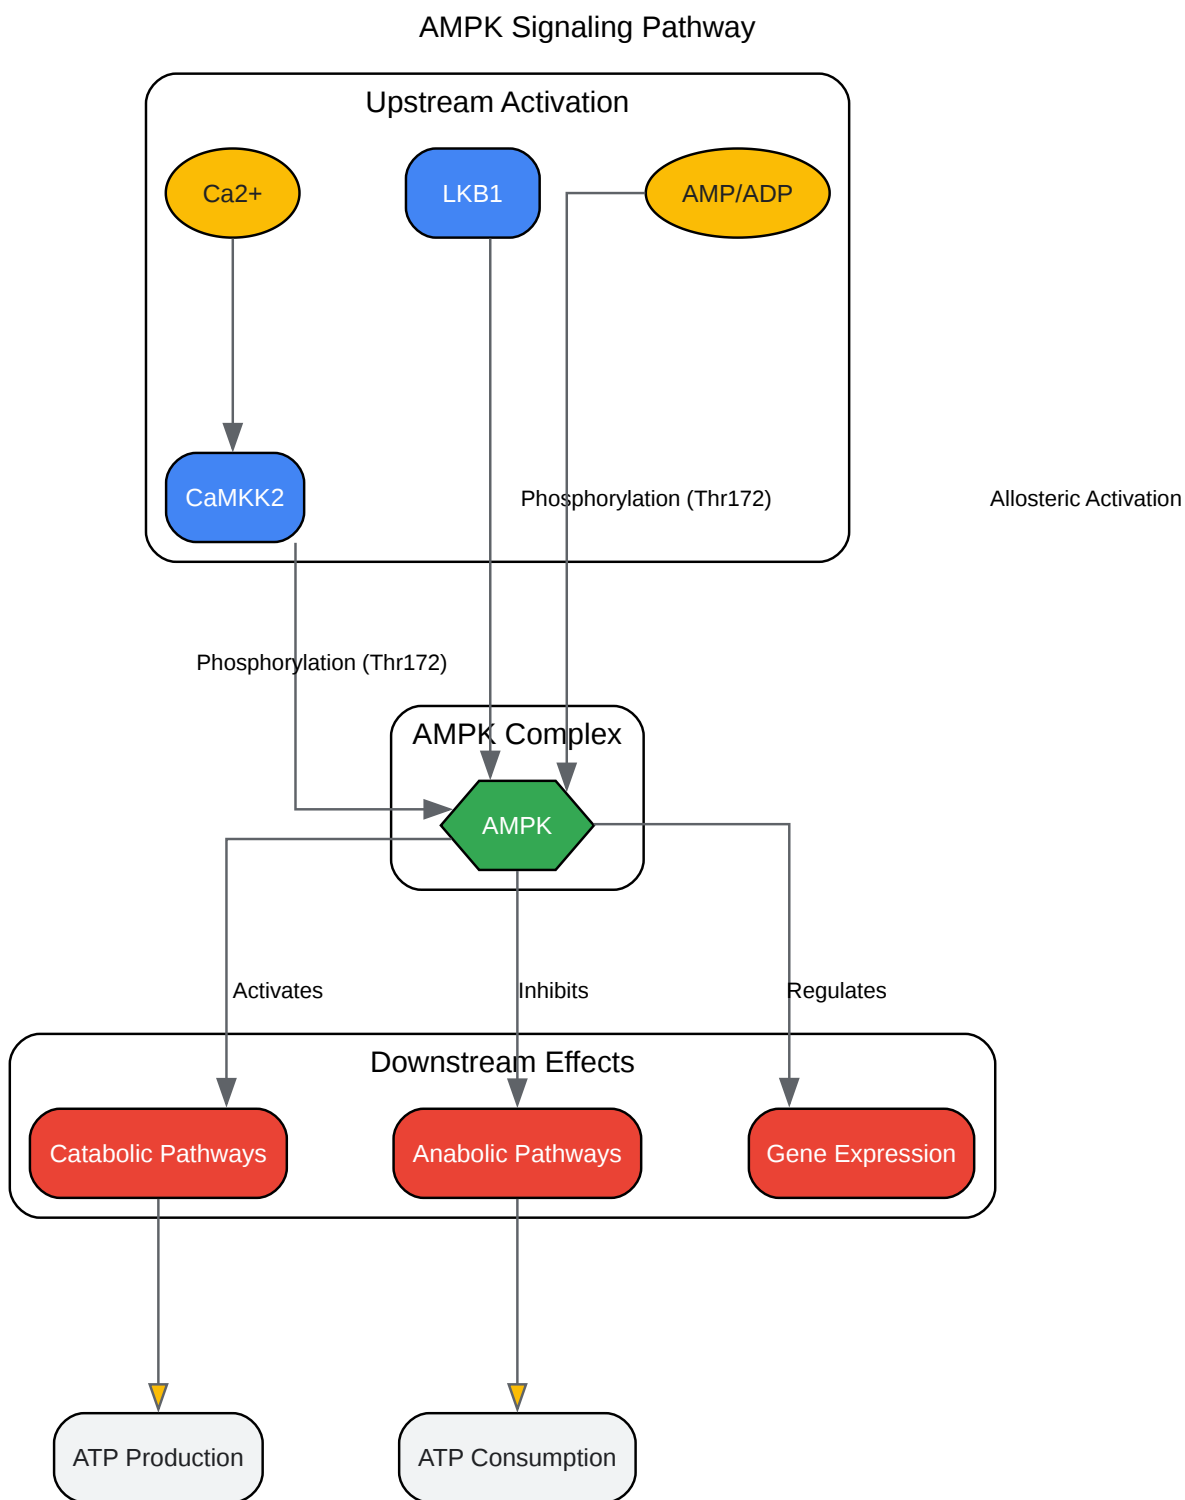 AMPK Signaling Pathway
Upstream Activation
Ca2+
LKB1
AMP/ADP
CaMKK2
Phosphorylation (Thr172)
Allosteric Activation
Phosphorylation (Thr172)
AMPK Complex
AMPK
Activates
Inhibits
Regulates
Downstream Effects
Catabolic Pathways
Anabolic Pathways
Gene Expression
ATP Production
ATP Consumption